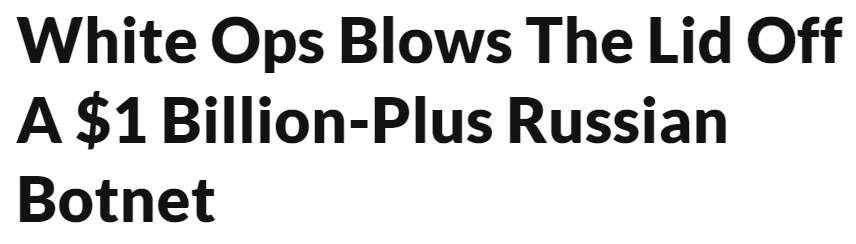 White Ops Blows The Lid Off
A $1 Billion-Plus Russian
Botnet